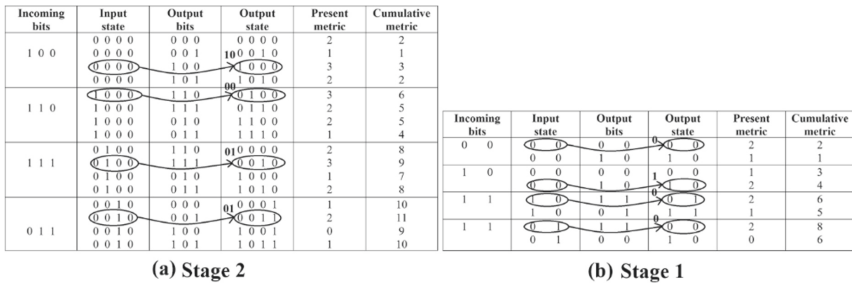 Incoming bits Input state Output bits Output state Present metric Cumulative metric
0 0 0 0 0 0 0 0 0 0 0 2 2
1 0 0 0 0 0 0 0 0 1 0 0 1 0 1 1
0 0 0 0 1 0 0 10 1 0 0 0 3 3
0 0 0 0 1 0 1 1 0 1 0 2 2
1 0 0 0 1 1 0 00 0 1 0 0 3 6
1 1 0 1 0 0 0 1 1 1 0 1 1 0 2 5
1 0 0 0 0 1 0 1 1 0 0 2 5
1 0 0 0 0 1 1 1 1 1 0 1 4
0 1 0 0 1 1 0 0 0 0 0 2 8
1 1 1 0 1 0 0 1 1 1 01 0 0 1 0 3 9
0 1 0 0 0 1 0 1 0 0 0 1 7
0 1 0 0 0 1 1 1 0 1 0 2 8
0 0 1 0 0 0 0 0 0 0 1 1 10
0 0 1 0 0 0 1 01 0 0 1 2 11
0 1 1 0 0 1 0 1 0 0 1 0 0 1 0 9
0 0 1 0 1 0 1 1 0 1 1 1 10
(a) Stage 2
Incoming bits Input state Output bits Output state Present metric Cumulative metric
0 0 0 0 0 0 0 0 0 2 2
0 0 1 0 1 0 1 1
1 0 0 0 0 0 0 0 1 3
0 0 1 0 1 1 0 2 4
1 1 1 0 1 1 0 0 1 2 6
1 0 0 1 1 1 5
1 1 0 1 1 1 0 0 0 2 8
0 1 0 0 1 0 0 6
(b) Stage 1